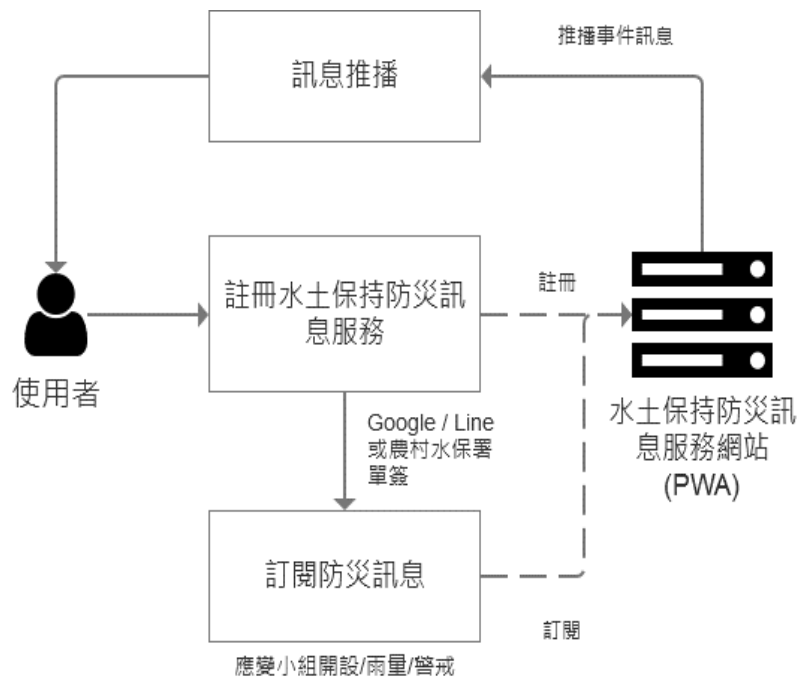 推播事件訊息
訊息推播
註冊水土保持防災訊
息服務
註冊
使用者
水土保持防災訊
息服務網站
(PWA)
Google / Line
或農村水保署
單簽
訂閱防災訊息
訂閱
應變小組開設/雨量/警戒